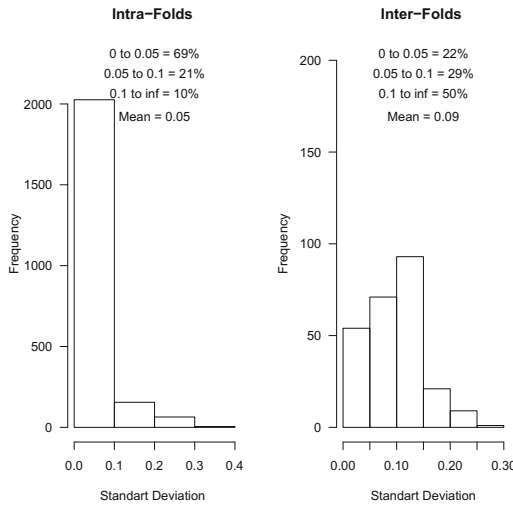 Intra−Folds
0 to 0.05 = 69%
0.05 to 0.1 = 21%
0.1 to inf = 10%
Mean = 0.05
Frequency
2000
1500
1000
500
0
0.0 0.1 0.2 0.3 0.4
Standart Deviation
Inter−Folds
0 to 0.05 = 22%
0.05 to 0.1 = 29%
0.1 to inf = 50%
Mean = 0.09
Frequency
200
150
100
50
0
0.00 0.10 0.20 0.30
Standart Deviation